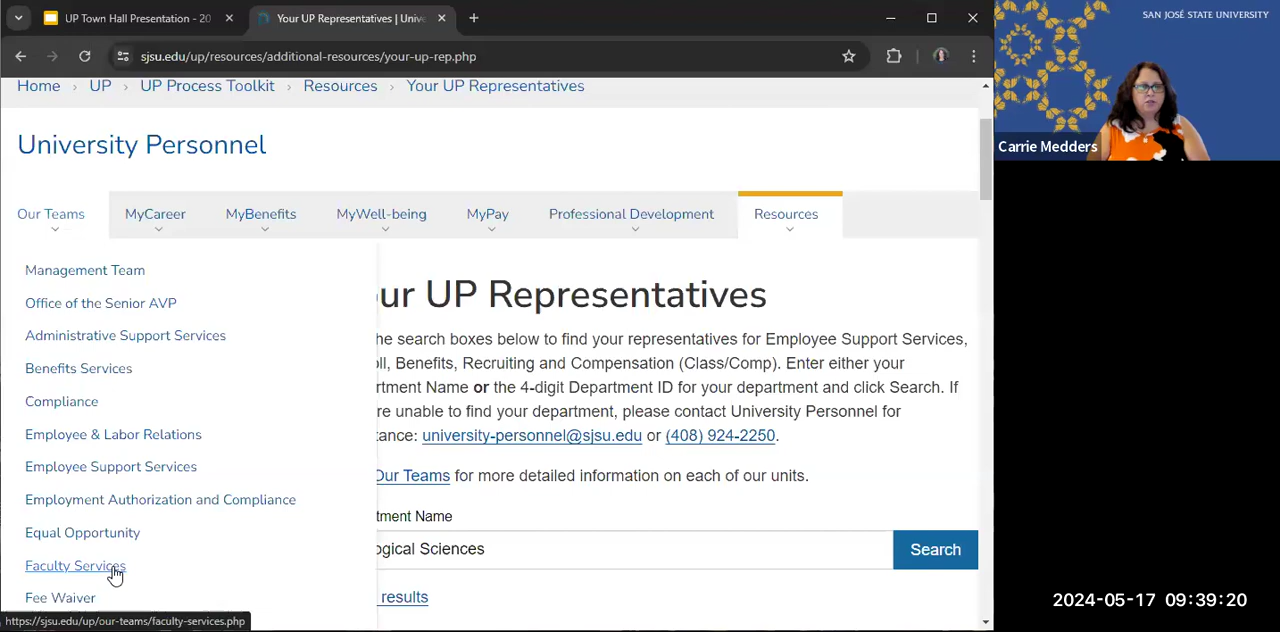 UP Town Hall Presentation - 20
Your UP Representatives | Univ
sjsu.edu/up/resources/additional-resources/your-up-rep.php
Home > UP > UP Process Toolkit > Resources > Your UP Representatives
University Personnel
Our Teams
MyCareer
MyBenefits
MyWell-being
MyPay
Professional Development
Resources
Management Team
Office of the Senior AVP
Administrative Support Services
Benefits Services
Compliance
Employee & Labor Relations
Employee Support Services
Employment Authorization and Compliance
Equal Opportunity
Faculty Services
Fee Waiver
https://sjsu.edu/up/our-teams/faculty-services.php
ur UP Representatives
he search boxes below to find your representatives for Employee Support Services,
ll, Benefits, Recruiting and Compensation (Class/Comp). Enter either your
rtment Name or the 4-digit Department ID for your department and click Search. If
re unable to find your department, please contact University Personnel for
tance: university-personnel@sjsu.edu or (408) 924-2250.
Our Teams for more detailed information on each of our units.
tment Name
ogical Sciences
Search
results
SAN JOSÉ STATE UNIVERSITY
Carrie Medders
2024-05-17 09:39:20